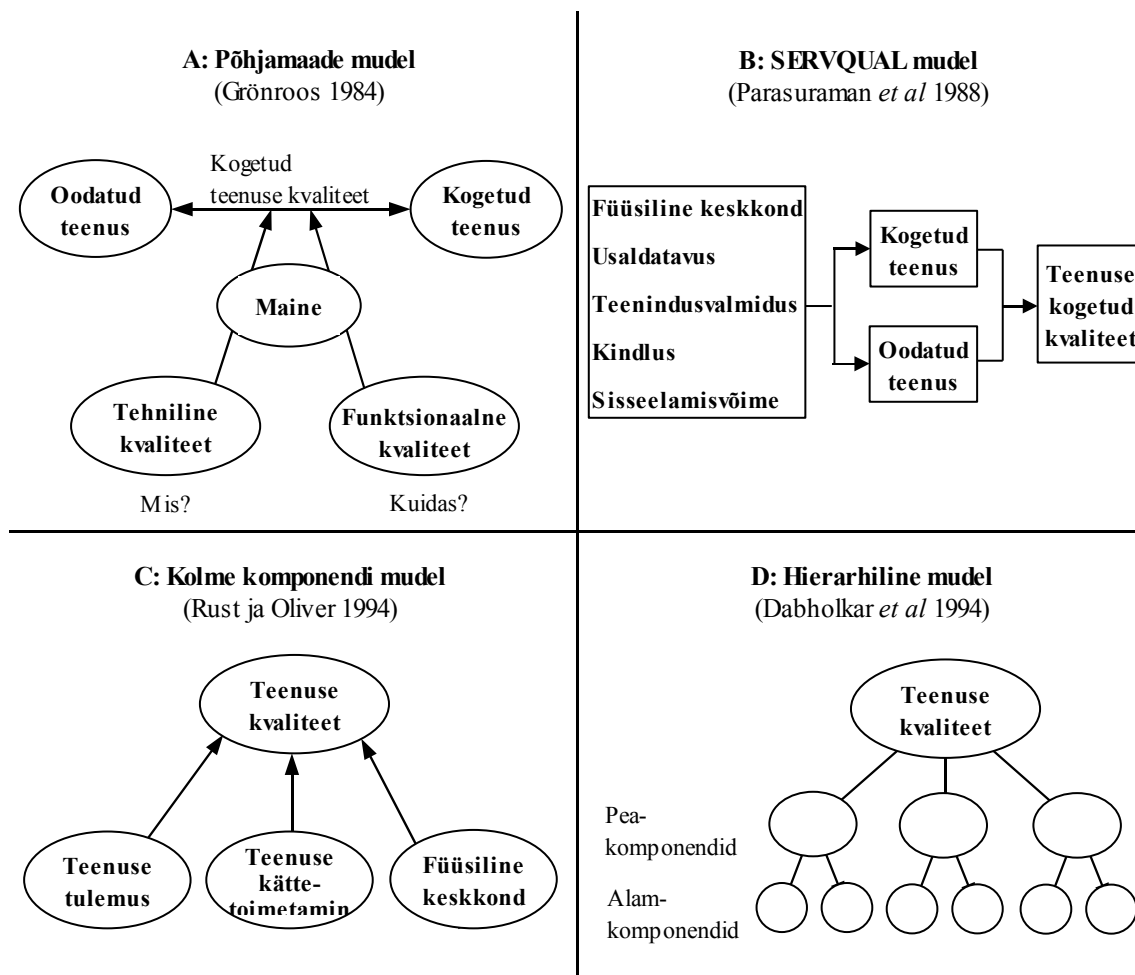 A: Põhjamaade mudel
(Grönroos 1984)
Kogetud
teenuse kvaliteet
Oodatud
teenus
Kogetud
teenus
Maine
Tehniline
kvaliteet
Funktsionaalne
kvaliteet
Mis?
Kuidas?
B: SERVQUAL mudel
(Parasuraman et al 1988)
Füüsiline keskkond
Usaldatavus
Teenindusvalmidus
Kindlus
Sisseelamisvõime
Kogetud
teenus
Oodatud
teenus
Teenuse
kogetud
kvaliteet
C: Kolme komponendi mudel
(Rust ja Oliver 1994)
Teenuse
kvaliteet
Teenuse
tulemus
Teenuse
kätte-
toimetamin
Füüsiline
keskkond
D: Hierarhiline mudel
(Dabholkar et al 1994)
Teenuse
kvaliteet
Pea-
komponendid
Alam-
komponendid